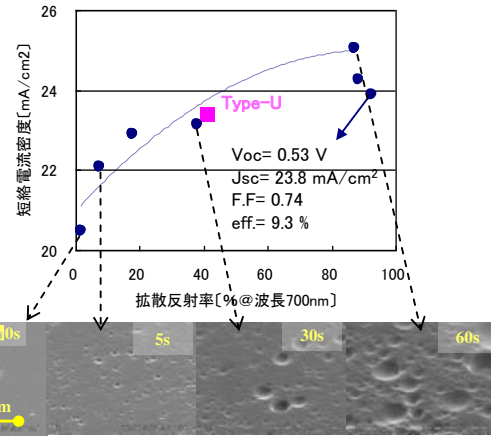 26
24
22
20
短絡電流密度[mA/cm2]
Type-U
Voc= 0.53 V
Jsc= 23.8 mA/cm²
F.F= 0.74
eff.= 9.3 %
0 20 40 60 80 100
拡散反射率[%@波長700nm]
0s 5s 30s 60s
m